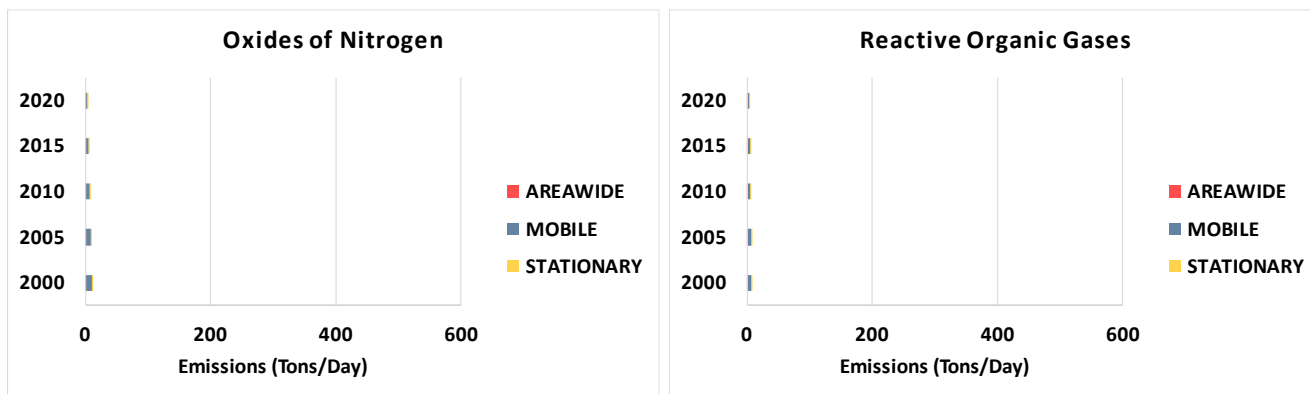 Oxides of Nitrogen
2020
2015
2010
2005
2000
0 200 400 600
Emissions (Tons/Day)
AREAWIDE
MOBILE
STATIONARY
Reactive Organic Gases
2020
2015
2010
2005
2000
0 200 400 600
Emissions (Tons/Day)
AREAWIDE
MOBILE
STATIONARY